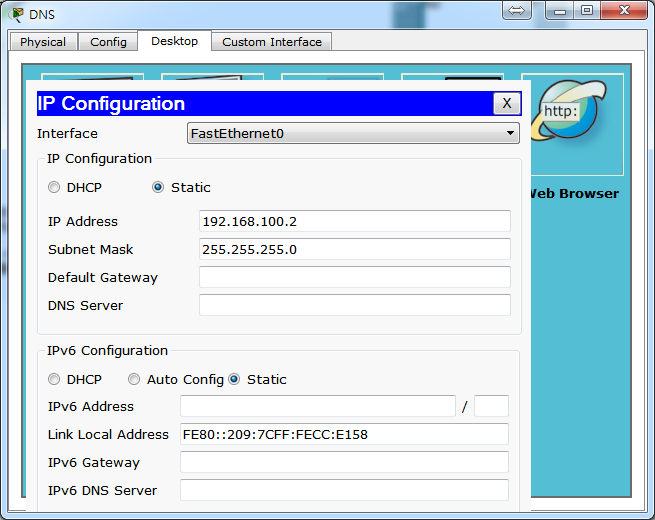 DNS
Physical Config Desktop Custom Interface
http:
Web Browser
IP Configuration X
Interface FastEthernet0
IP Configuration
DHCP Static
IP Address 192.168.100.2
Subnet Mask 255.255.255.0
Default Gateway
DNS Server
IPv6 Configuration
DHCP Auto Config Static
IPv6 Address /
Link Local Address FE80::209:7CFF:FECC:E158
IPv6 Gateway
IPv6 DNS Server